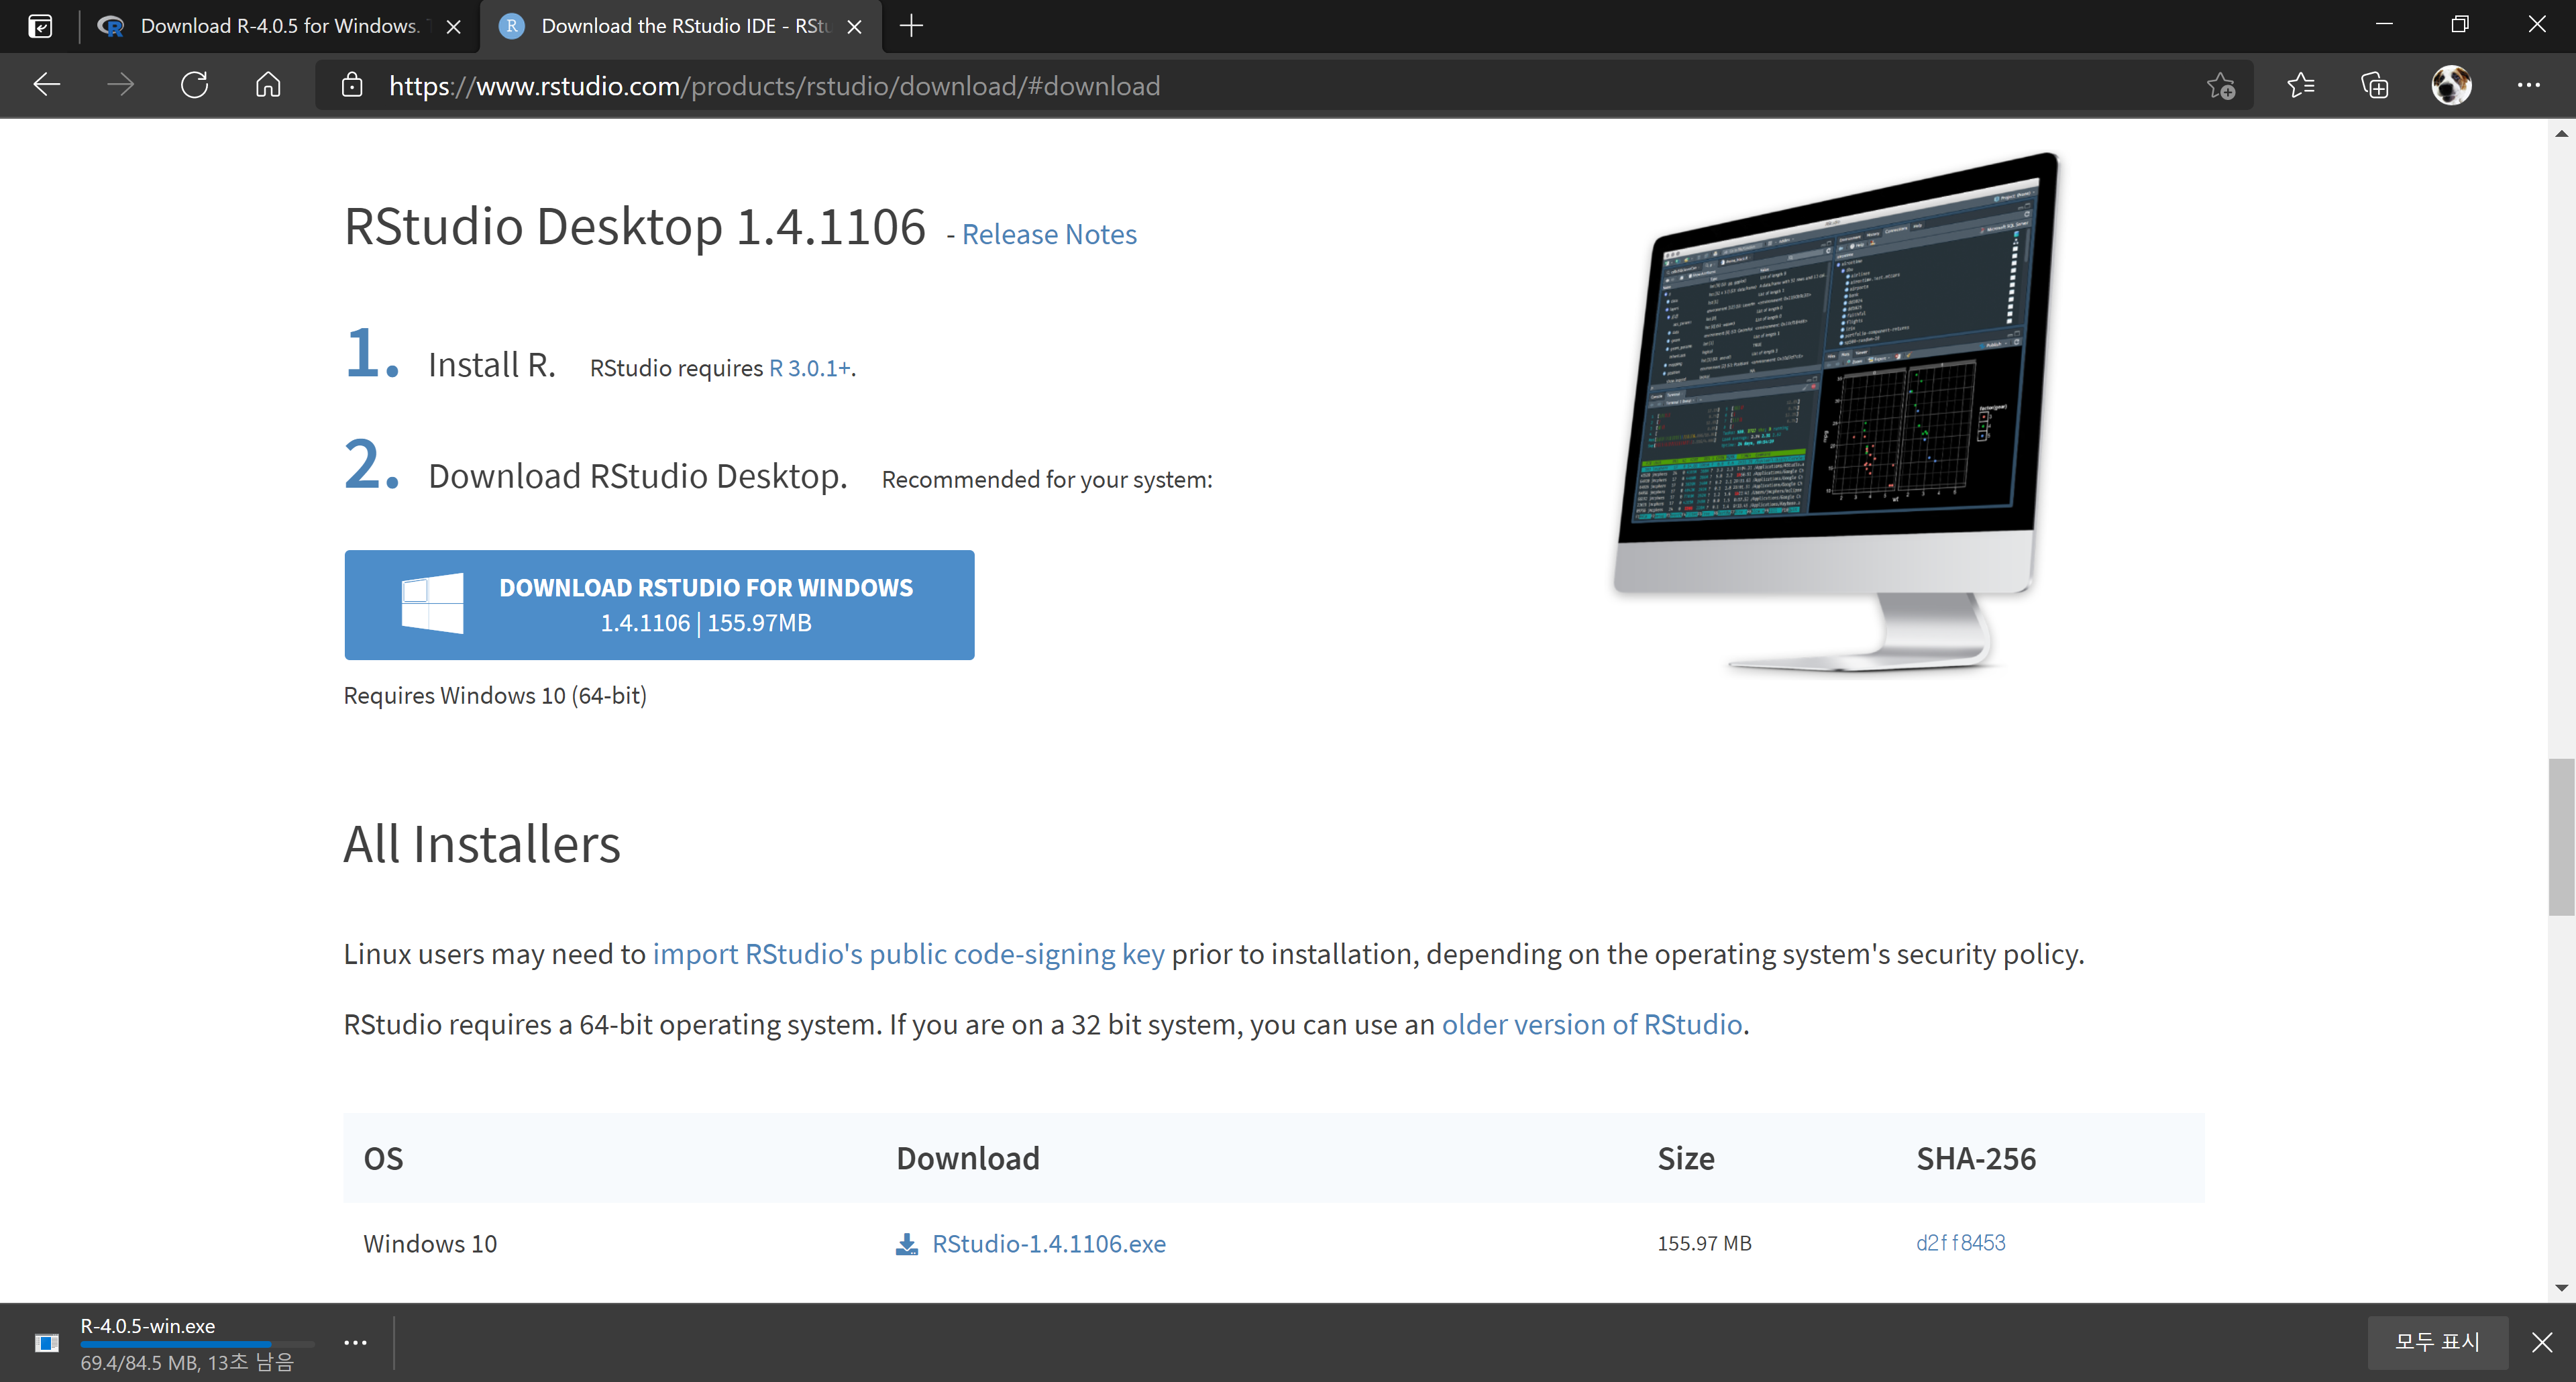 Download R-4.0.5 for Windows.
Download the RStudio IDE - RStu
https://www.rstudio.com/products/rstudio/download/#download
RStudio Desktop 1.4.1106 - Release Notes
1. Install R. RStudio requires R 3.0.1+.
2. Download RStudio Desktop. Recommended for your system:
DOWNLOAD RSTUDIO FOR WINDOWS
1.4.1106 | 155.97MB
Requires Windows 10 (64-bit)
All Installers
Linux users may need to import RStudio's public code-signing key prior to installation, depending on the operating system's security policy.
RStudio requires a 64-bit operating system. If you are on a 32 bit system, you can use an older version of RStudio.
OS Download Size SHA-256
Windows 10 RStudio-1.4.1106.exe 155.97 MB d2ff8453
R-4.0.5-win.exe
69.4/84.5 MB, 13초 남음
모두 표시